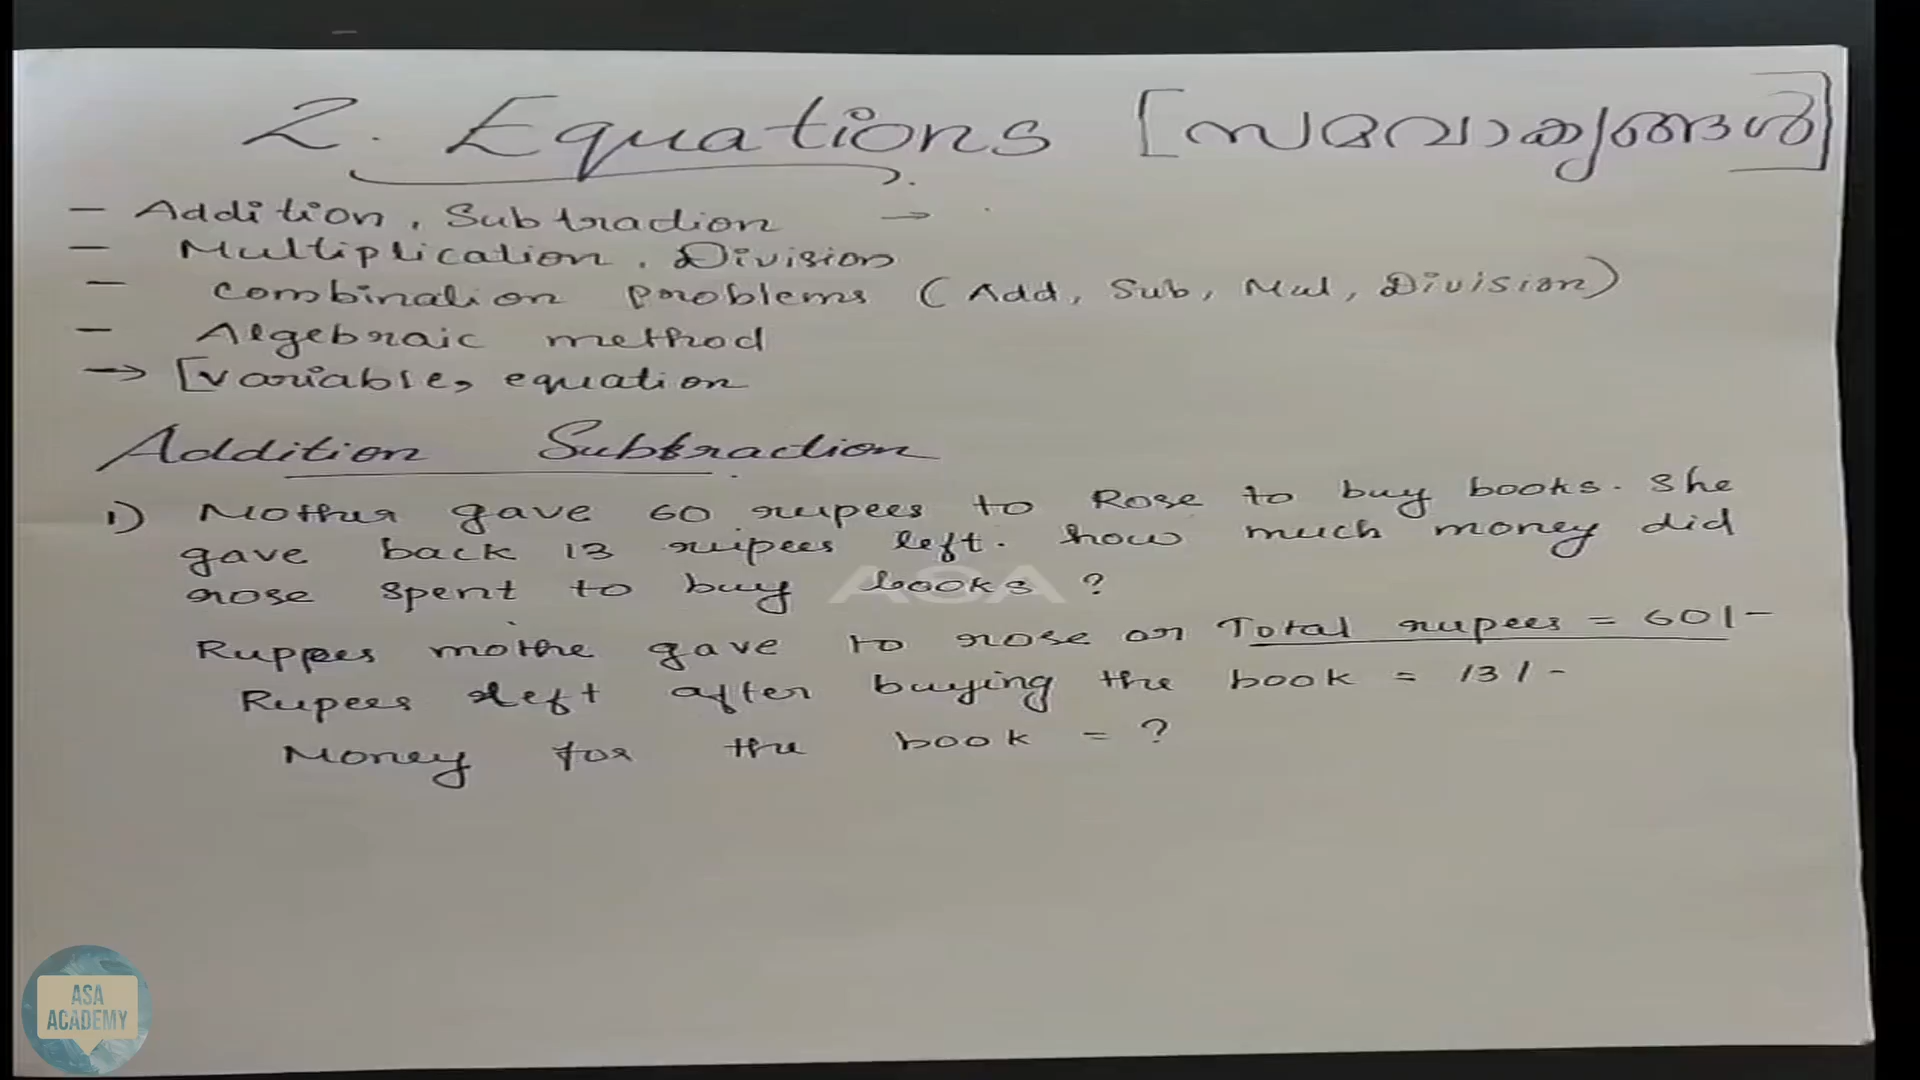 2. Equations [സമവാക്യങ്ങൾ]
- Addition, Subtraction →
- Multiplication, Division
- Combination Problems (Add, Sub, Mul, Division)
- Algebraic method
→ [variable, equation
Addition Subtraction
1) Mother gave 60 rupees to Rose to buy books. She
gave back 13 rupees left. how much money did
rose spent to buy books ?
Ruppes mothe gave to rose or Total rupees = 60/-
Rupees left after buying the book = 13/-
Money for the book = ?
ASA
ASA
ACADEMY